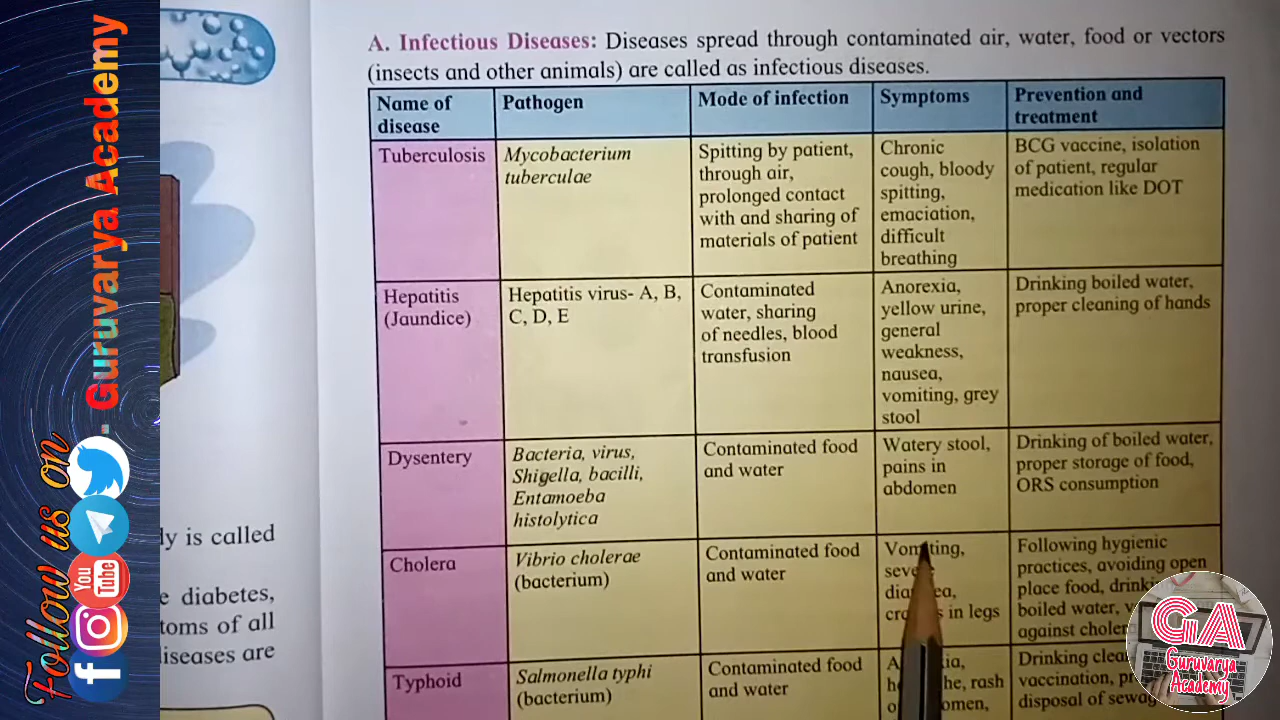 Follow us on - Guruvarya Academy
You
Tube
ly is called
e diabetes,
toms of all
iseases are
A. Infectious Diseases: Diseases spread through contaminated air, water, food or vectors
(insects and other animals) are called as infectious diseases.
Name of
disease
Pathogen
Mode of infection
Symptoms
Prevention and
treatment
Tuberculosis
Mycobacterium
tuberculae
Spitting by patient,
through air,
prolonged contact
with and sharing of
materials of patient
Chronic
cough, bloody
spitting,
emaciation,
difficult
breathing
BCG vaccine, isolation
of patient, regular
medication like DOT
Hepatitis
(Jaundice)
Hepatitis virus- A, B,
C, D, E
Contaminated
water, sharing
of needles, blood
transfusion
Anorexia,
yellow urine,
general
weakness,
nausea,
vomiting, grey
stool
Drinking boiled water,
proper cleaning of hands
Dysentery
Bacteria, virus,
Shigella, bacilli,
Entamoeba
histolytica
Contaminated food
and water
Watery stool,
pains in
abdomen
Drinking of boiled water,
proper storage of food,
ORS consumption
Cholera
Vibrio cholerae
(bacterium)
Contaminated food
and water
Vomiting,
in legs
Following hygienic
practices, avoiding open
place food,
boiled water,
against
Typhoid
Salmonella typhi
(bacterium)
Contaminated food
and water
rash
Drinking
vaccination,
disposal of
GA
Guruvarya
Academy